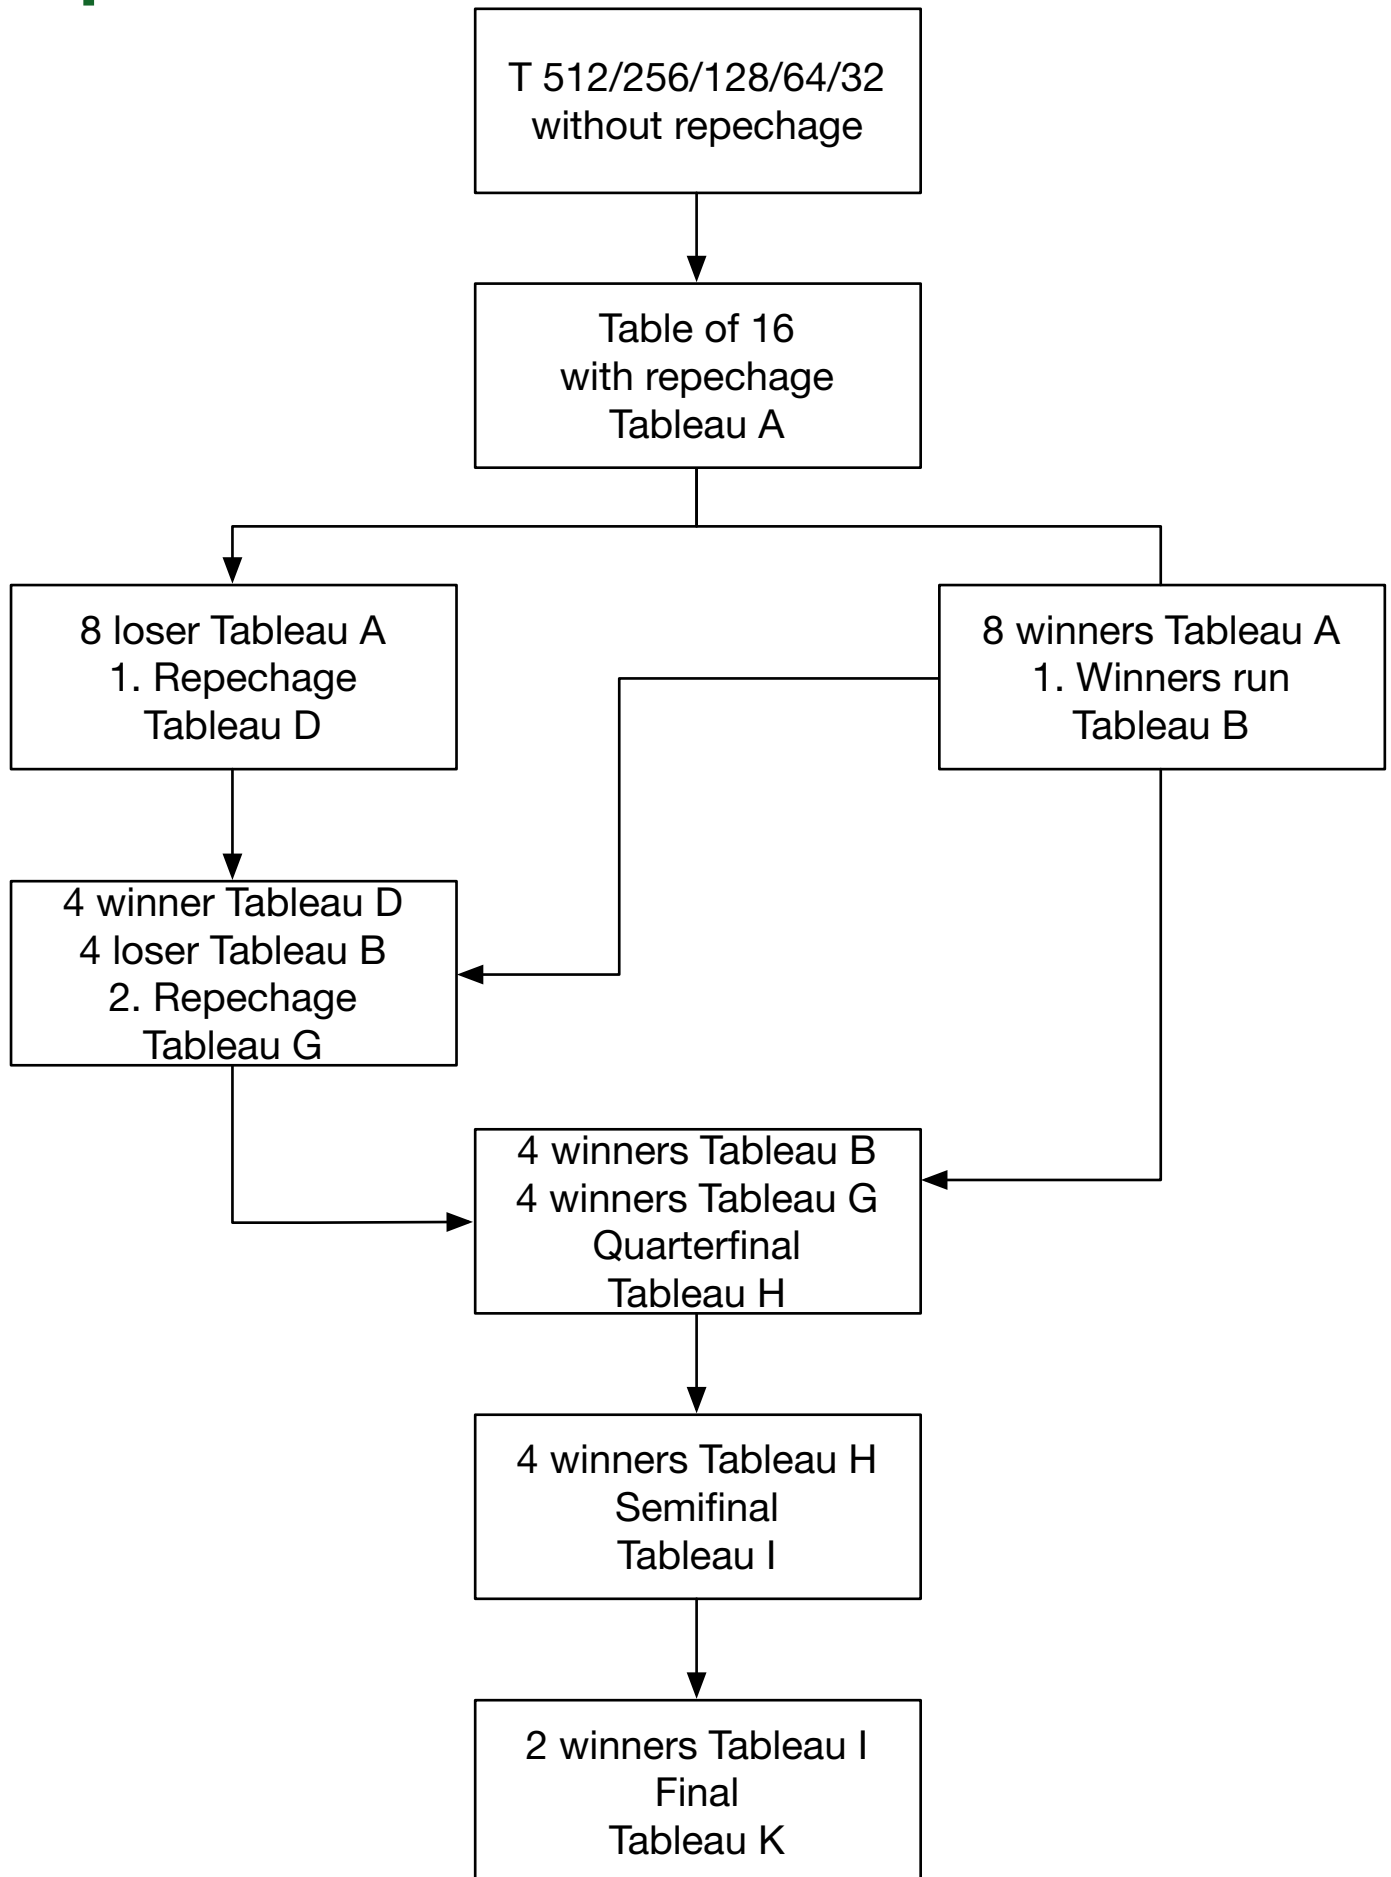 T 512/256/128/64/32
without repechage
Table of 16
with repechage
Tableau A
8 loser Tableau A
1. Repechage
Tableau D
8 winners Tableau A
1. Winners run
Tableau B
4 winner Tableau D
4 loser Tableau B
2. Repechage
Tableau G
4 winners Tableau B
4 winners Tableau G
Quarterfinal
Tableau H
4 winners Tableau H
Semifinal
Tableau I
2 winners Tableau I
Final
Tableau K